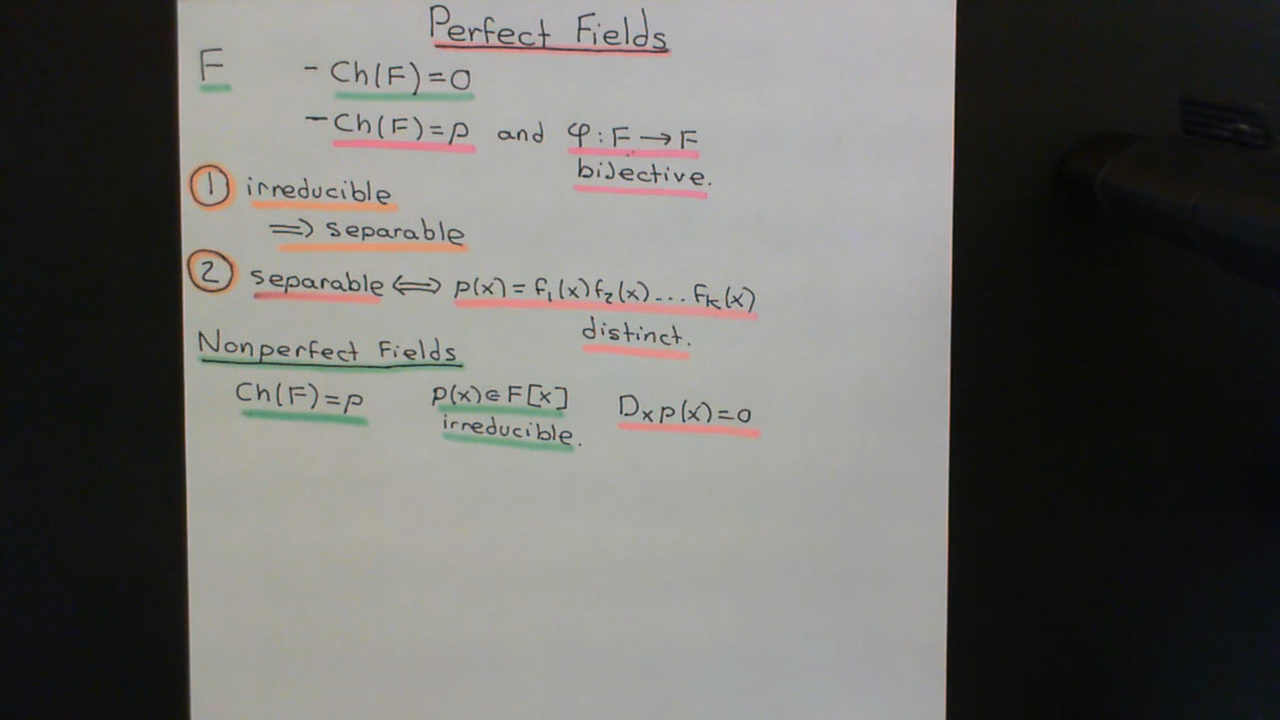 Perfect Fields
F - Ch(F)=0
- Ch(F)=p and φ: F → F
bijective.
① irreducible
⟹ separable
② separable ⟺ p(x) = f₁(x) f₂(x) ... fₖ(x)
distinct.
Nonperfect Fields
Ch(F)=p p(x)∈F[x] Dₓp(x)=0
irreducible.